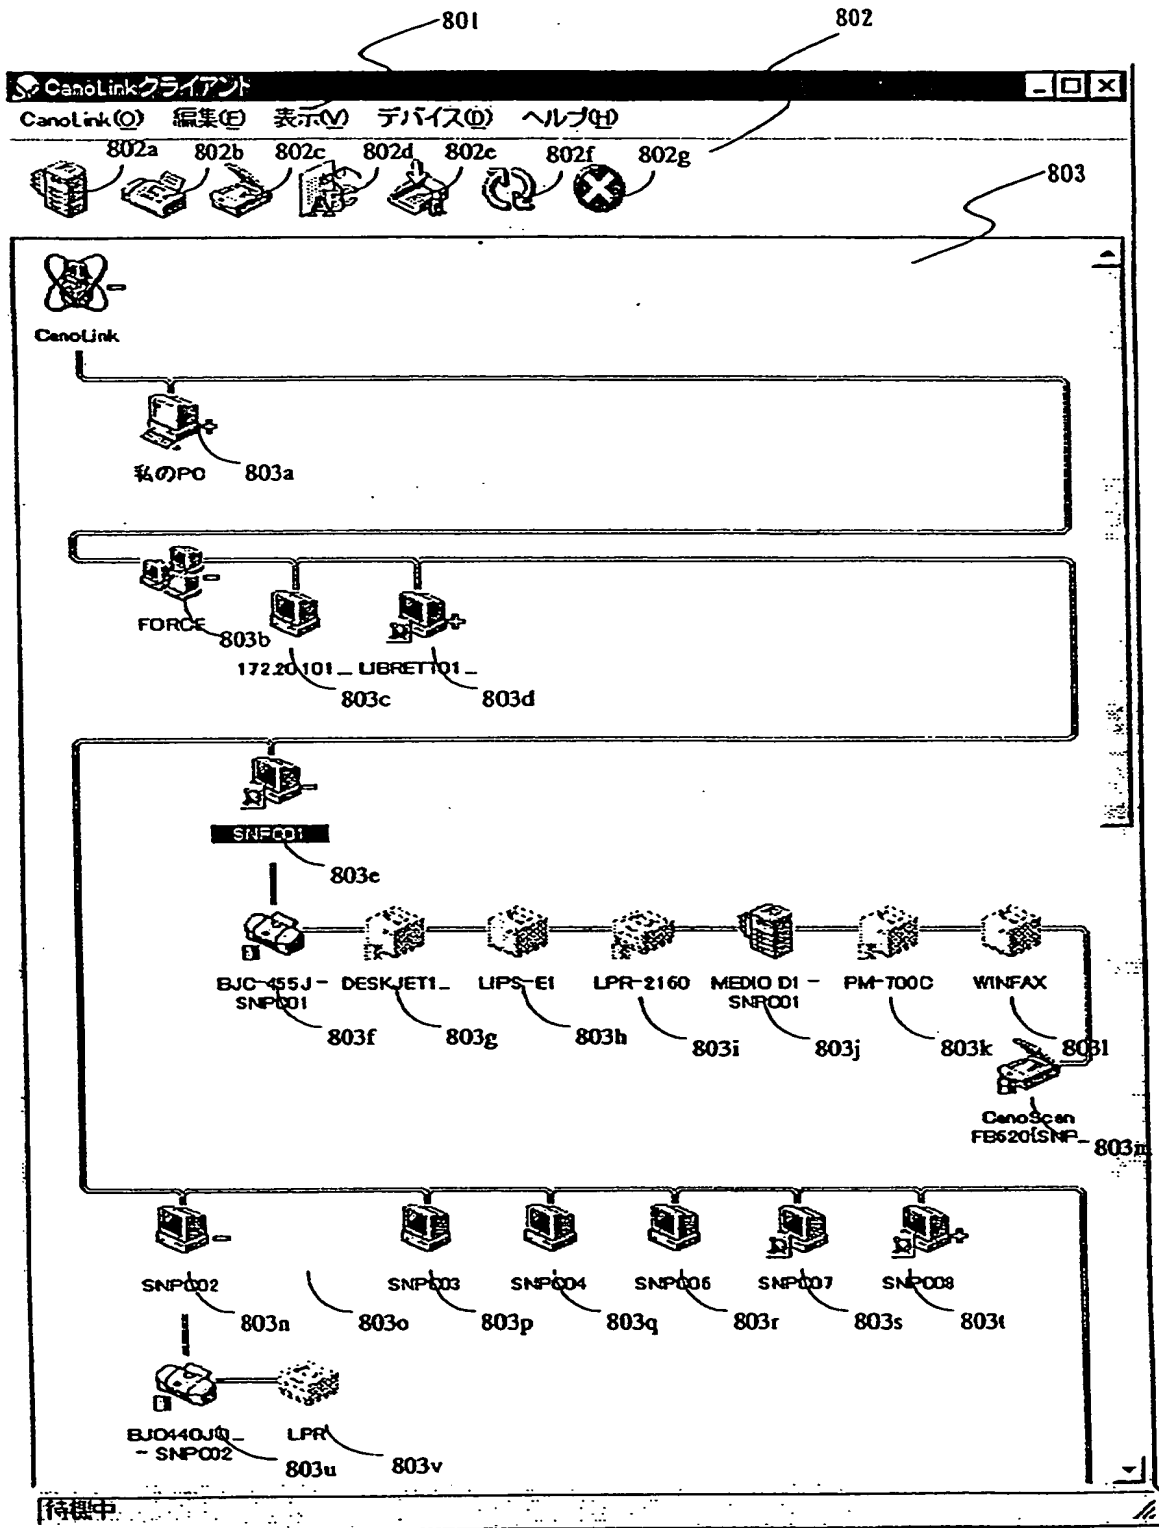 801
802
CanoLinkクライアント
CanoLink(O) 編集(E) 表示(V) デバイス(D) ヘルプ(H)
802a 802b 802c 802d 802e 802f 802g
803
CanoLink
私のPC 803a
FORCE 803b
172.20.101_ LIBRETTO1_
803c 803d
SNPC01
803e
BJC-455J - DESKJET1_ LIPS-E1 LPR-2160 MEDIO D1 - PM-700C WINFAX
SNPC01 SNPC01
803f 803g 803h 803i 803j 803k 803l
CanoScan
FB620(SNP_ 803m
SNPC02 SNPC03 SNPC04 SNPC06 SNPC07 SNPC08
803n 803o 803p 803q 803r 803s 803t
LPR
- SNPC02
803u 803v
待機中